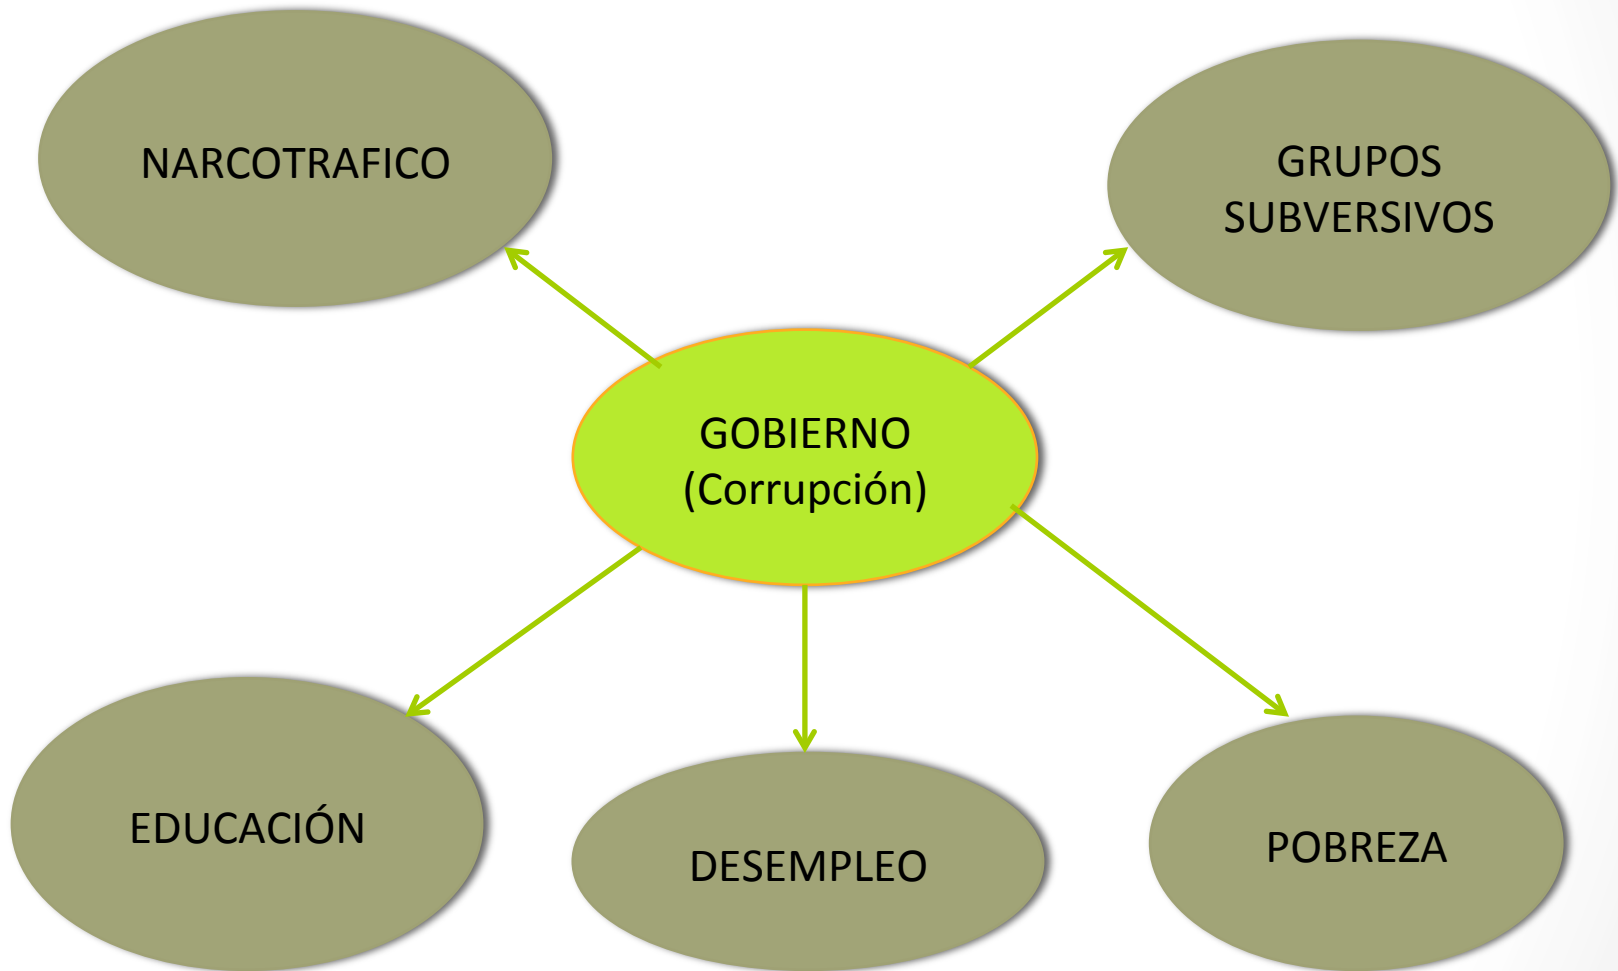 NARCOTRAFICO
GRUPOS
SUBVERSIVOS
GOBIERNO
(Corrupción)
EDUCACIÓN
DESEMPLEO
POBREZA